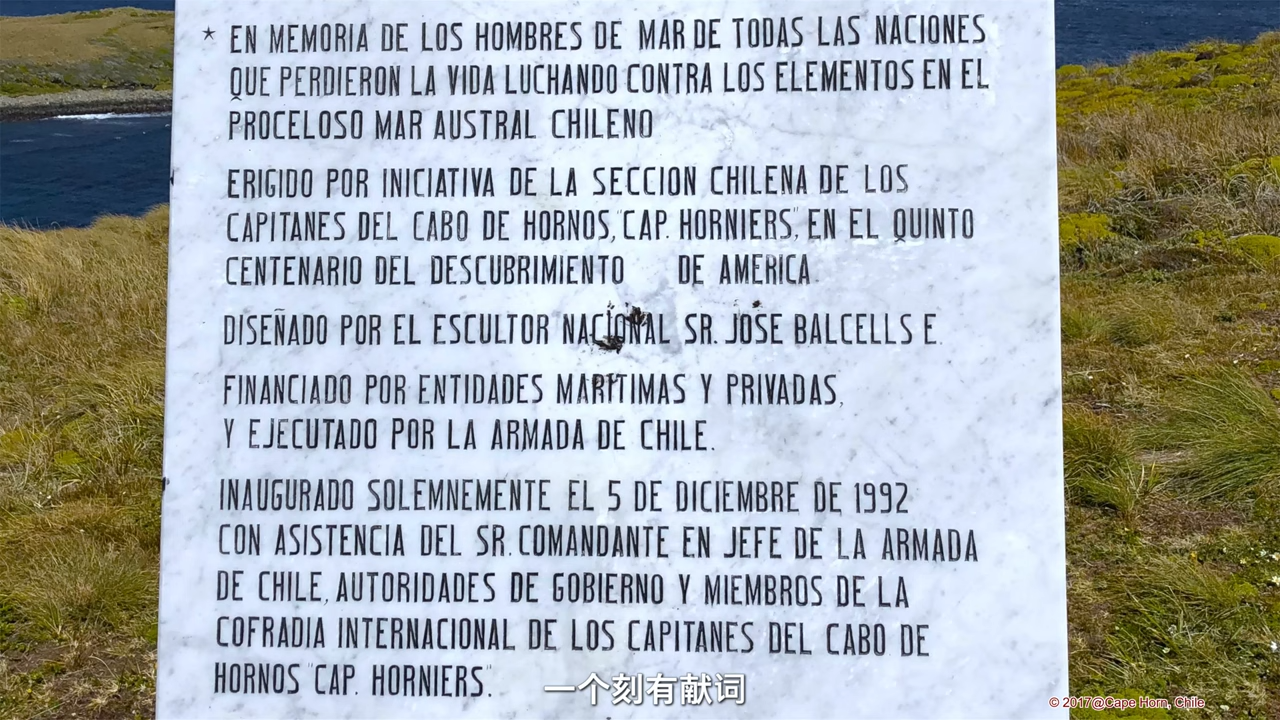 * EN MEMORIA DE LOS HOMBRES DE MAR DE TODAS LAS NACIONES
QUE PERDIERON LA VIDA LUCHANDO CONTRA LOS ELEMENTOS EN EL
PROCELOSO MAR AUSTRAL CHILENO
ERIGIDO POR INICIATIVA DE LA SECCION CHILENA DE LOS
CAPITANES DEL CABO DE HORNOS, "CAP. HORNIERS", EN EL QUINTO
CENTENARIO DEL DESCUBRIMIENTO DE AMERICA.
DISEÑADO POR EL ESCULTOR NACIONAL SR. JOSE BALCELLS E.
FINANCIADO POR ENTIDADES MARITIMAS Y PRIVADAS,
Y EJECUTADO POR LA ARMADA DE CHILE.
INAUGURADO SOLEMNEMENTE EL 5 DE DICIEMBRE DE 1992
CON ASISTENCIA DEL SR. COMANDANTE EN JEFE DE LA ARMADA
DE CHILE, AUTORIDADES DE GOBIERNO Y MIEMBROS DE LA
COFRADIA INTERNACIONAL DE LOS CAPITANES DEL CABO DE
HORNOS "CAP. HORNIERS".
一个刻有献词
© 2017@Cape Horn, Chile